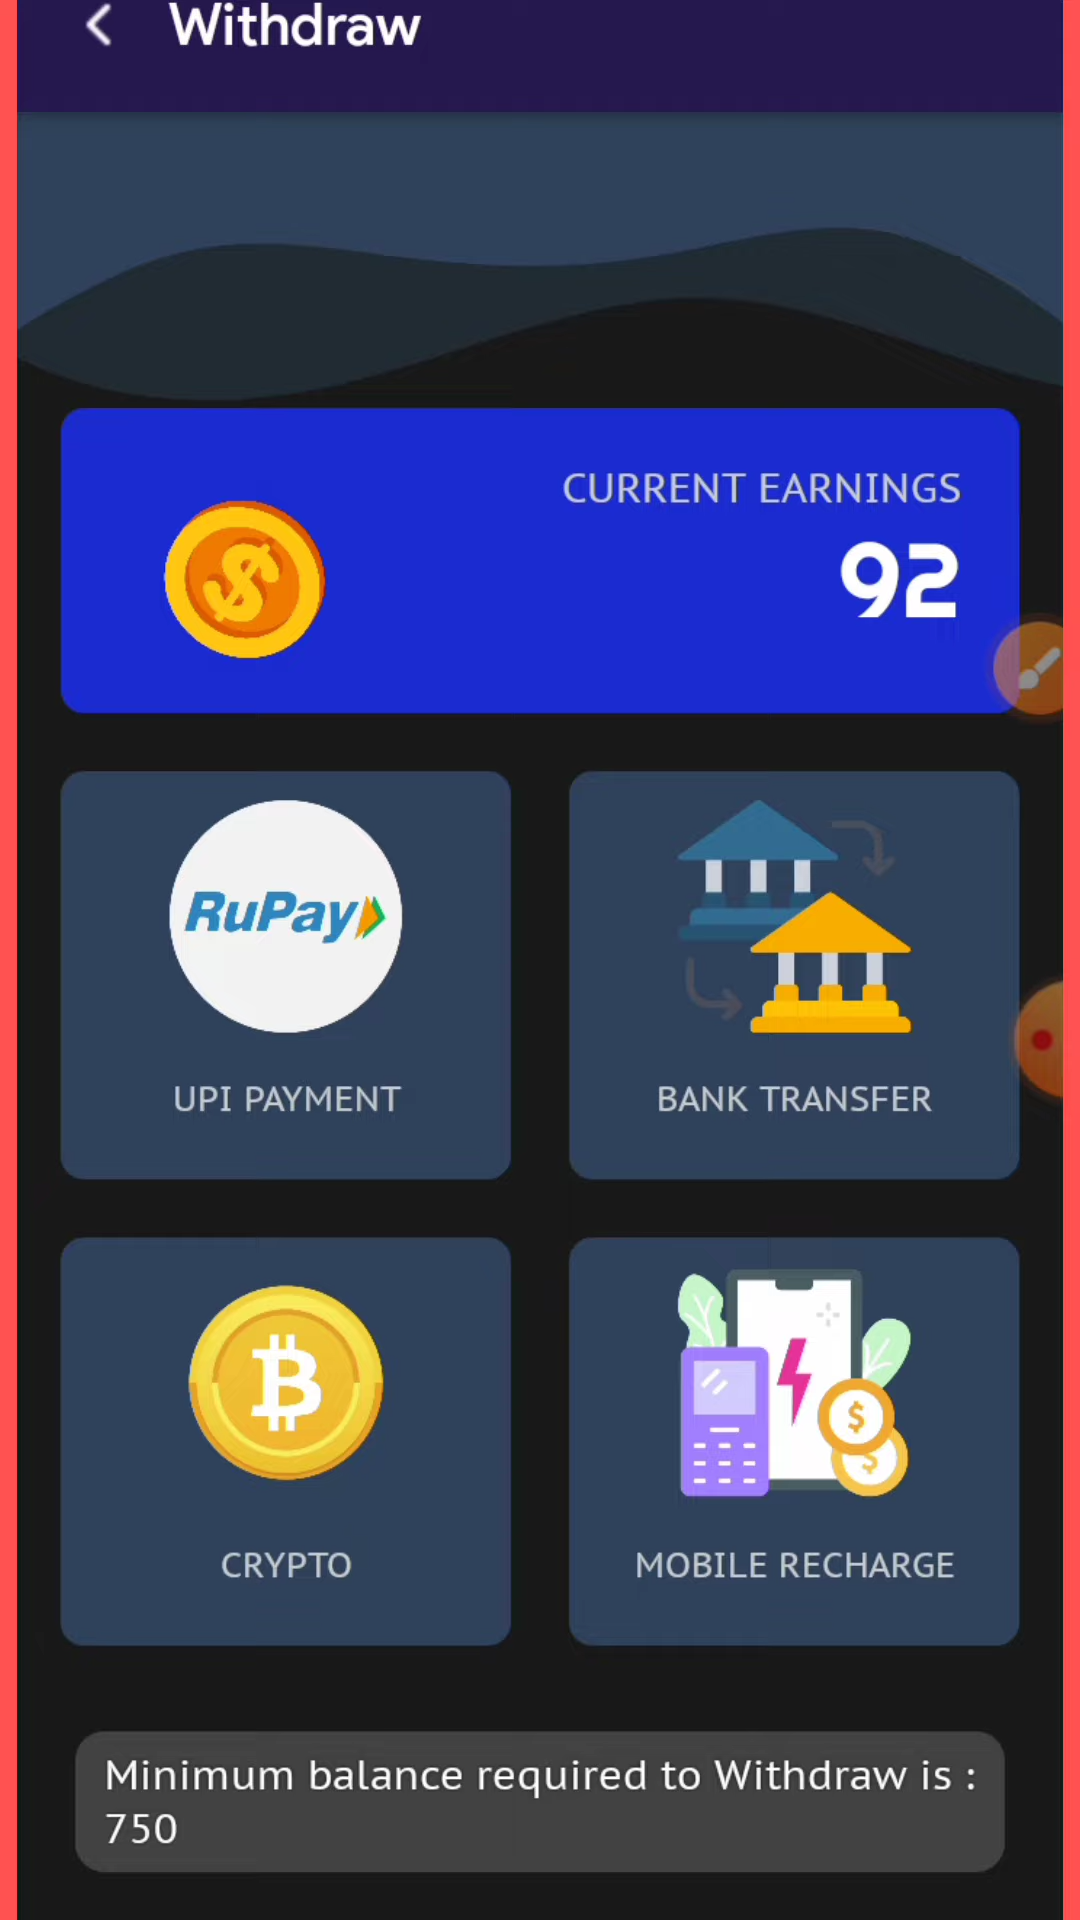 Withdraw
CURRENT EARNINGS
92
RuPay
UPI PAYMENT
BANK TRANSFER
CRYPTO
MOBILE RECHARGE
Minimum balance required to Withdraw is :
750